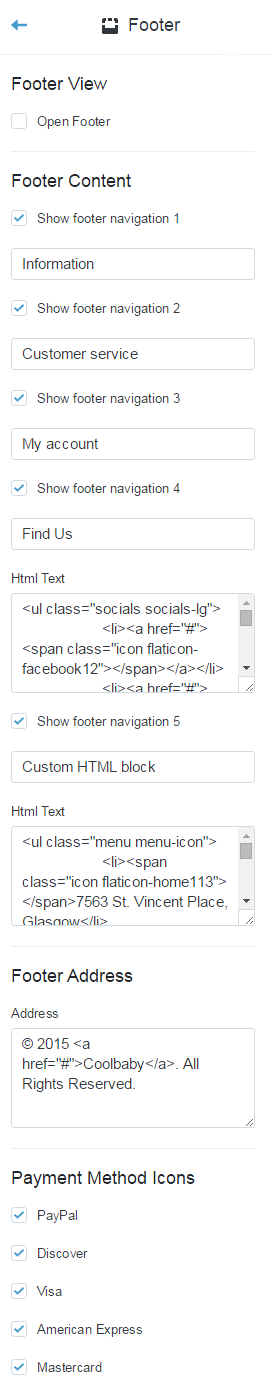 Footer
Footer View
Open Footer
Footer Content
Show footer navigation 1
Information
Show footer navigation 2
Customer service
Show footer navigation 3
My account
Show footer navigation 4
Find Us
Html Text
<ul class="socials socials-lg">
<li><a href="#">
<span class="icon flaticon-
facebook12"></span></a></li>
<li><a href="#">
Show footer navigation 5
Custom HTML block
Html Text
<ul class="menu menu-icon">
<li><span
class="icon flaticon-home113">
</span>7563 St. Vincent Place,
Glasgow</li>
Footer Address
Address
© 2015 <a
href="#">Coolbaby</a>. All
Rights Reserved.
Payment Method Icons
PayPal
Discover
Visa
American Express
Mastercard